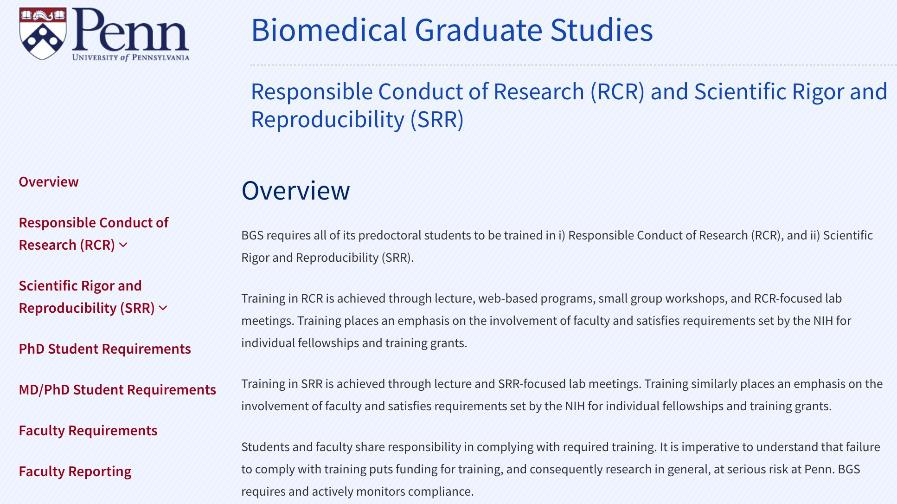 Penn
UNIVERSITY OF PENNSYLVANIA
Biomedical Graduate Studies
Responsible Conduct of Research (RCR) and Scientific Rigor and
Reproducibility (SRR)
Overview
Responsible Conduct of
Research (RCR)
Scientific Rigor and
Reproducibility (SRR)
PhD Student Requirements
MD/PhD Student Requirements
Faculty Requirements
Faculty Reporting
Overview
BGS requires all of its predoctoral students to be trained in i) Responsible Conduct of Research (RCR), and ii) Scientific
Rigor and Reproducibility (SRR).
Training in RCR is achieved through lecture, web-based programs, small group workshops, and RCR-focused lab
meetings. Training places an emphasis on the involvement of faculty and satisfies requirements set by the NIH for
individual fellowships and training grants.
Training in SRR is achieved through lecture and SRR-focused lab meetings. Training similarly places an emphasis on the
involvement of faculty and satisfies requirements set by the NIH for individual fellowships and training grants.
Students and faculty share responsibility in complying with required training. It is imperative to understand that failure
to comply with training puts funding for training, and consequently research in general, at serious risk at Penn. BGS
requires and actively monitors compliance.